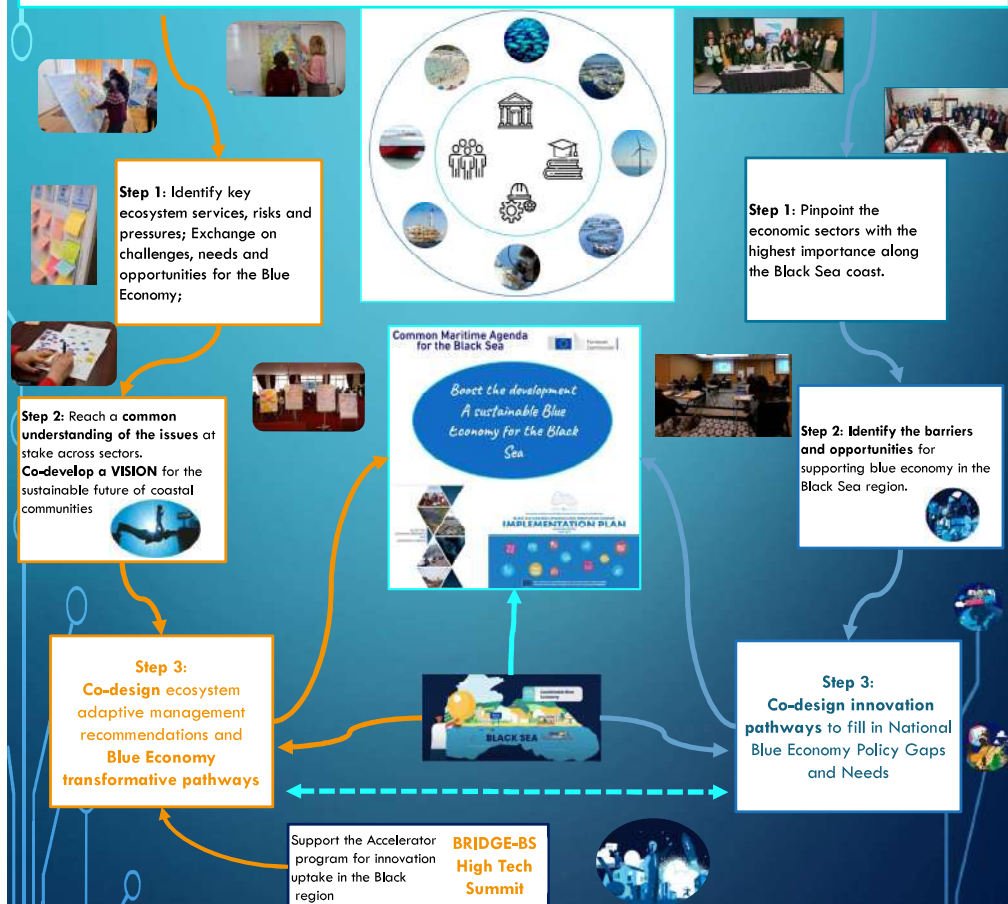 Step 1: Identify key
ecosystem services, risks and
pressures; Exchange on
challenges, needs and
opportunities for the Blue
Economy;
Step 1: Pinpoint the
economic sectors with the
highest importance along
the Black Sea coast.
Common Maritime Agenda
for the Black Sea
European
Commission
Boost the development
A sustainable Blue
Economy for the Black
Sea
IMPLEMENTATION PLAN
Step 2: Reach a common
understanding of the issues at
stake across sectors.
Co-develop a VISION for the
sustainable future of coastal
communities
Step 2: Identify the barriers
and opportunities for
supporting blue economy in the
Black Sea region.
Step 3:
Co-design ecosystem
adaptive management
recommendations and
Blue Economy
transformative pathways
BLACK SEA
Step 3:
Co-design innovation
pathways to fill in National
Blue Economy Policy Gaps
and Needs
Support the Accelerator
program for innovation
uptake in the Black
region
BRIDGE-BS
High Tech
Summit